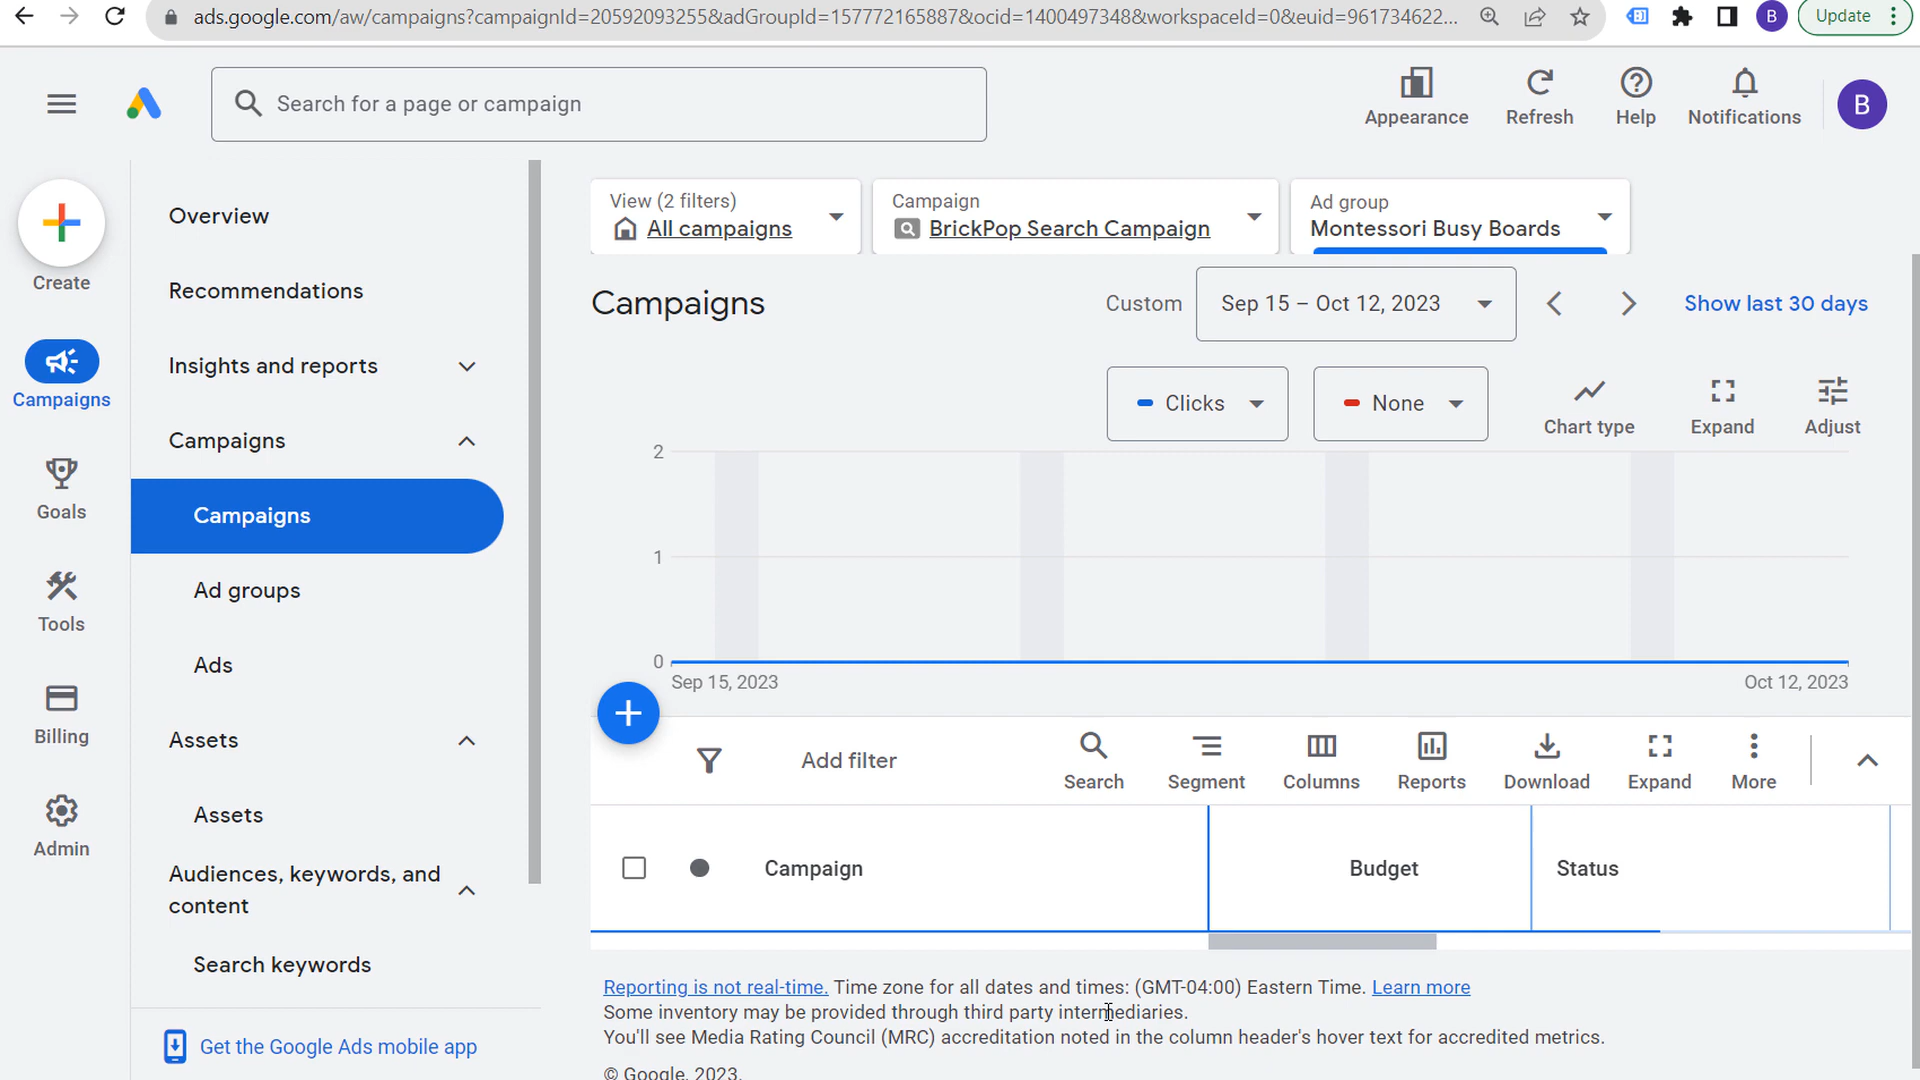 ads.google.com/aw/campaigns?campaignId=20592093255&adGroupId=157772165887&ocid=1400497348&workspaceId=0&euid=961734622...
B
Update
Search for a page or campaign
Appearance
Refresh
Help
Notifications
B
Create
Campaigns
Goals
Tools
Billing
Admin
Overview
Recommendations
Insights and reports
Campaigns
Campaigns
Ad groups
Ads
Assets
Assets
Audiences, keywords, and
content
Search keywords
Get the Google Ads mobile app
View (2 filters)
All campaigns
Campaign
BrickPop Search Campaign
Ad group
Montessori Busy Boards
Campaigns
Custom
Sep 15 – Oct 12, 2023
Show last 30 days
Clicks
None
Chart type
Expand
Adjust
2
1
0
Sep 15, 2023
Oct 12, 2023
Add filter
Search
Segment
Columns
Reports
Download
Expand
More
Campaign
Budget
Status
Reporting is not real-time. Time zone for all dates and times: (GMT-04:00) Eastern Time. Learn more
Some inventory may be provided through third party intermediaries.
You'll see Media Rating Council (MRC) accreditation noted in the column header's hover text for accredited metrics.
© Google, 2023.